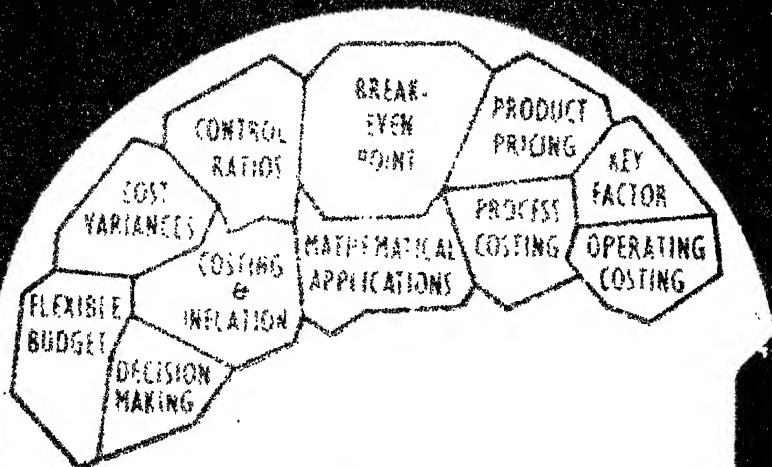 BREAK-
EVEN
POINT
PRODUCT
PRICING
CONTROL
RATIOS
KEY
FACTOR
COST
VARIANCES
PROCESS
COSTING
MATHEMATICAL
APPLICATIONS
OPERATING
COSTING
COSTING
&
INFLATION
FLEXIBLE
BUDGET
DECISION
MAKING